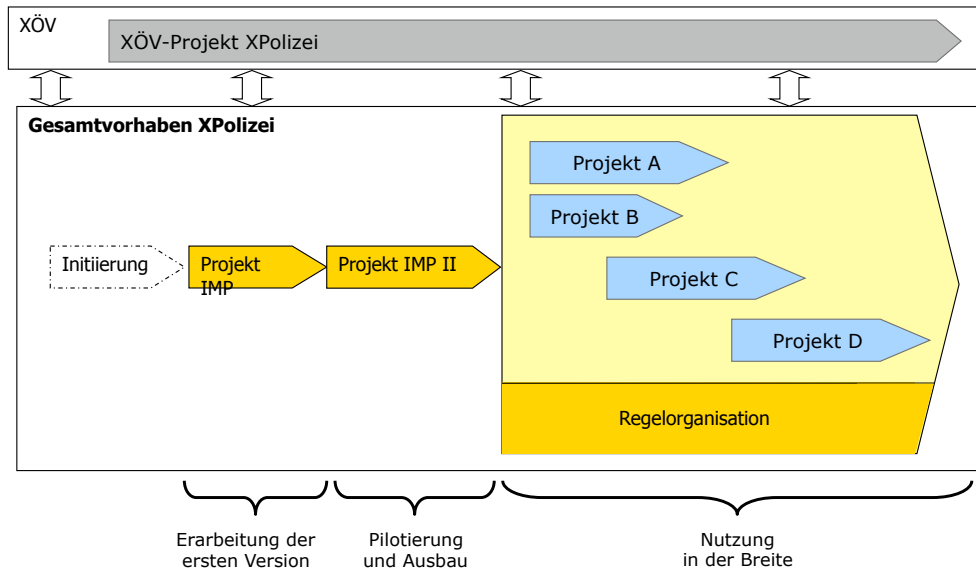 XÖV
XÖV-Projekt XPolizei
Gesamtvorhaben XPolizei
Projekt A
Projekt B
Initiierung
Projekt
IMP
Projekt IMP II
Projekt C
Projekt D
Regelorganisation
Erarbeitung der
ersten Version
Pilotierung
und Ausbau
Nutzung
in der Breite